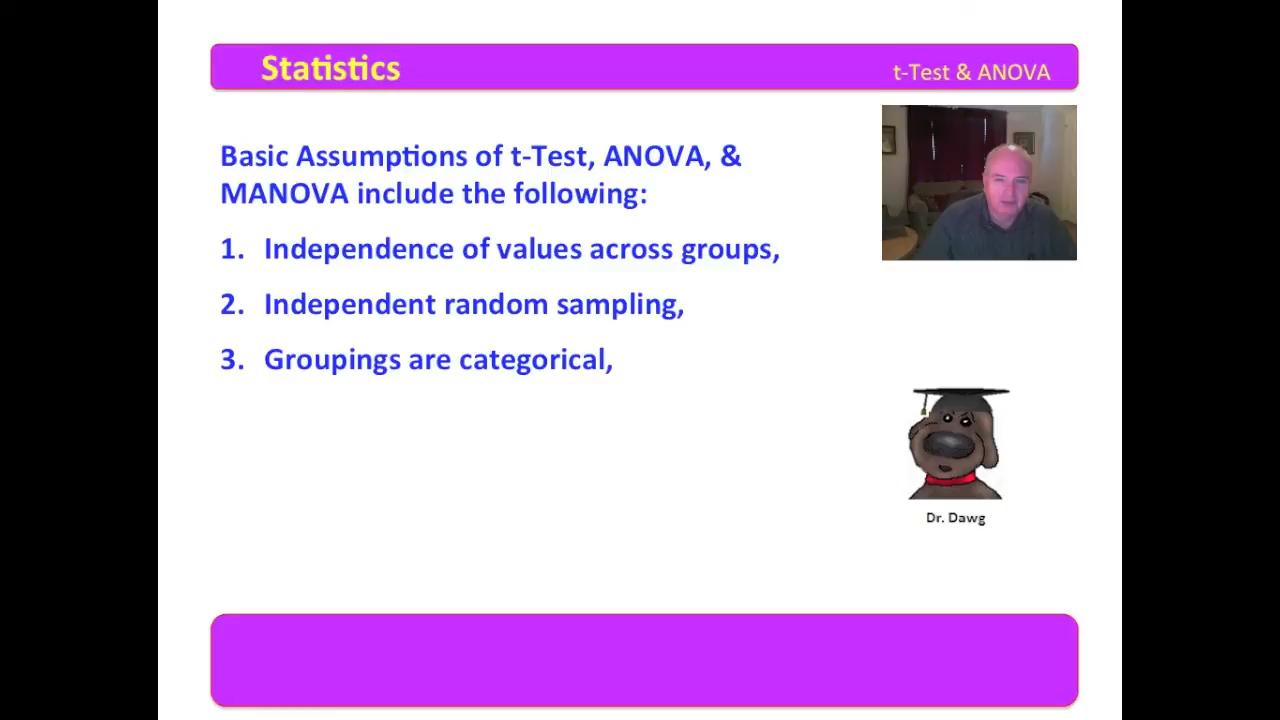 Statistics
t-Test & ANOVA
Basic Assumptions of t-Test, ANOVA, &
MANOVA include the following:
1. Independence of values across groups,
2. Independent random sampling,
3. Groupings are categorical,
Dr. Dawg